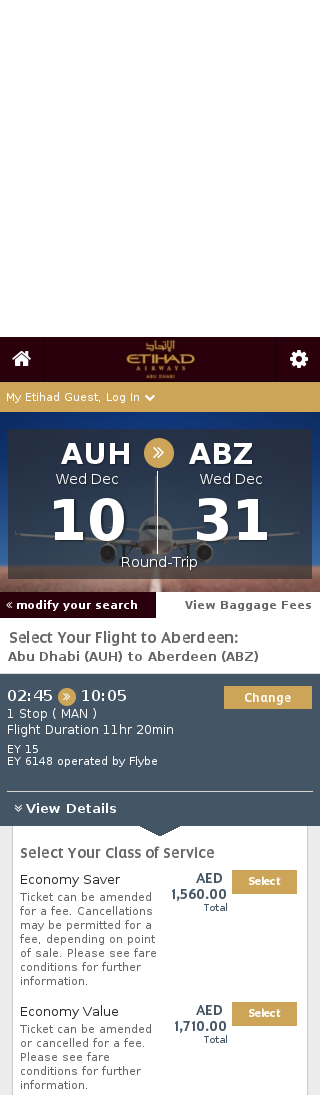 الإتحاد
ETIHAD
AIRWAYS
ABU DHABI
My Etihad Guest, Log In
AUH ABZ
Wed Dec Wed Dec
10 31
Round-Trip
« modify your search View Baggage Fees
Select Your Flight to Aberdeen:
Abu Dhabi (AUH) to Aberdeen (ABZ)
02:45 10:05 Change
1 Stop ( MAN )
Flight Duration 11hr 20min
EY 15
EY 6148 operated by Flybe
View Details
Select Your Class of Service
Economy Saver AED Select
1,560.00
Total
Ticket can be amended
for a fee. Cancellations
may be permitted for a
fee, depending on point
of sale. Please see fare
conditions for further
information.
Economy Value AED Select
1,710.00
Total
Ticket can be amended
or cancelled for a fee.
Please see fare
conditions for further
information.